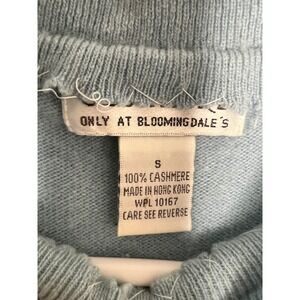 ONLY AT BLOOMINGDALE'S
S
100% CASHMERE
MADE IN HONG KONG
WPL 10167
CARE SEE REVERSE